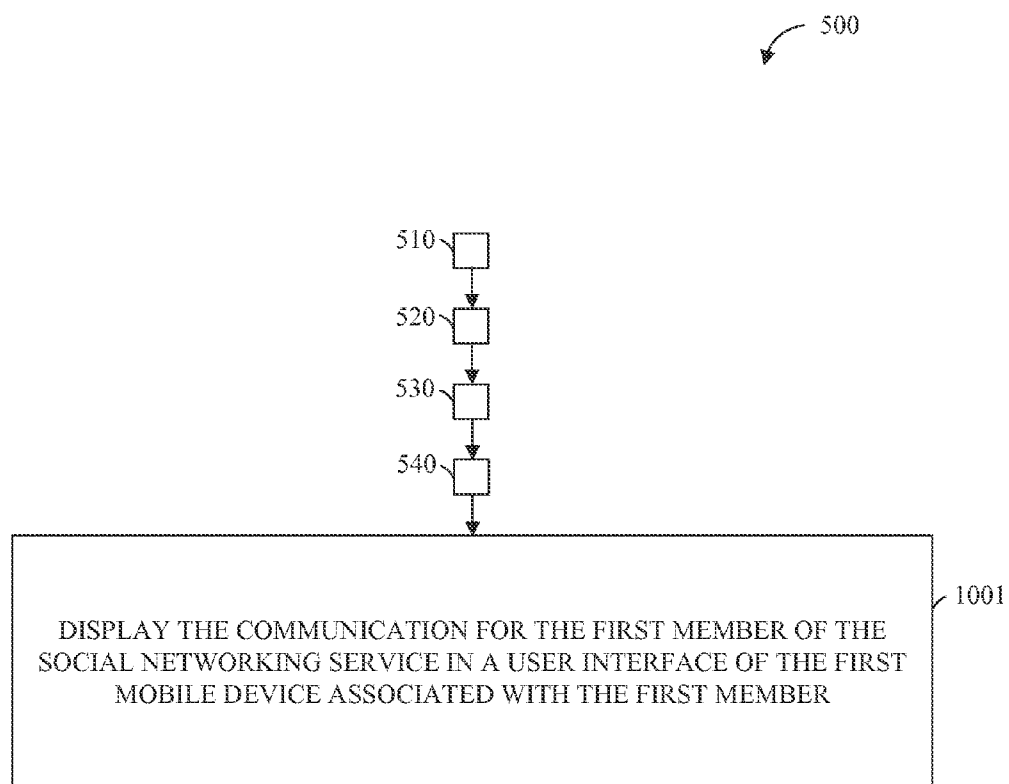 500
510
520
530
540
1001
DISPLAY THE COMMUNICATION FOR THE FIRST MEMBER OF THE
SOCIAL NETWORKING SERVICE IN A USER INTERFACE OF THE FIRST
MOBILE DEVICE ASSOCIATED WITH THE FIRST MEMBER